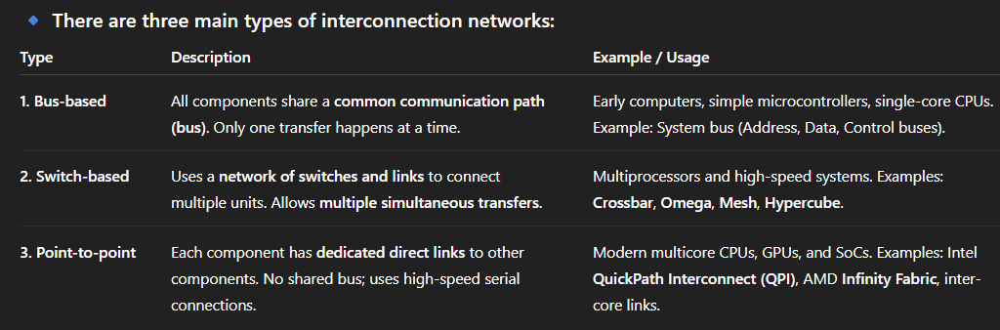 There are three main types of interconnection networks:
Type Description Example / Usage
1. Bus-based
All components share a common communication path
(bus). Only one transfer happens at a time.
Early computers, simple microcontrollers, single-core CPUs.
Example: System bus (Address, Data, Control buses).
2. Switch-based
Uses a network of switches and links to connect
multiple units. Allows multiple simultaneous transfers.
Multiprocessors and high-speed systems. Examples:
Crossbar, Omega, Mesh, Hypercube.
3. Point-to-point
Each component has dedicated direct links to other
components. No shared bus; uses high-speed serial
connections.
Modern multicore CPUs, GPUs, and SoCs. Examples: Intel
QuickPath Interconnect (QPI), AMD Infinity Fabric, inter-
core links.